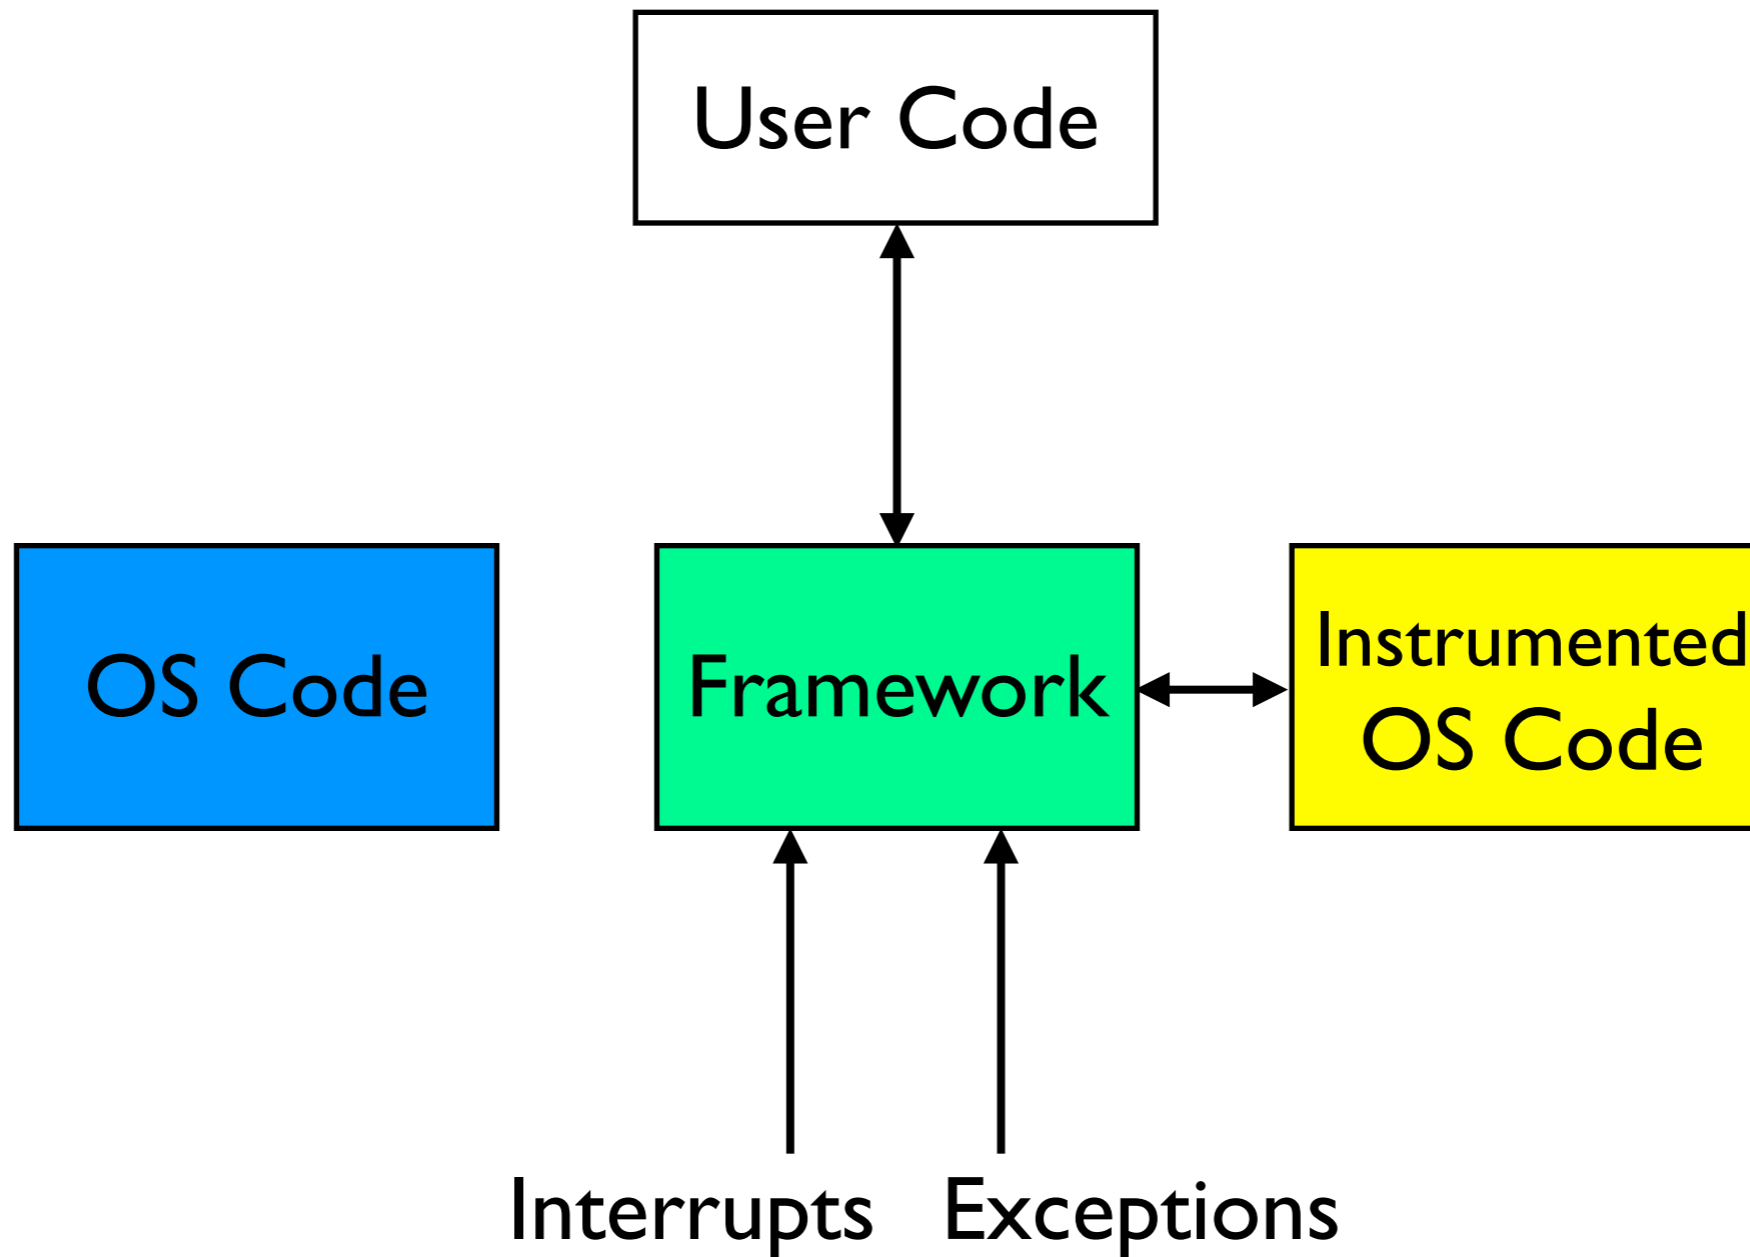 User Code
OS Code
Framework
Instrumented
OS Code
Interrupts
Exceptions